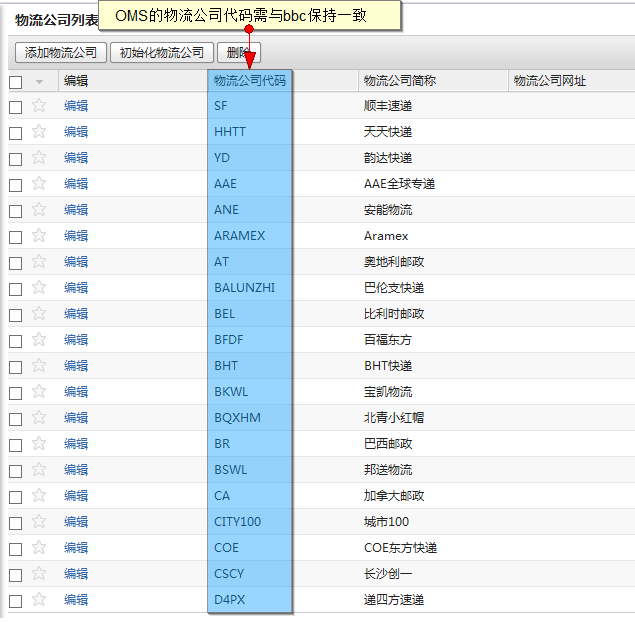 物流公司列表
OMS的物流公司代码需与bbc保持一致
添加物流公司 初始化物流公司 删除
编辑 物流公司代码 物流公司简称 物流公司网址
编辑 SF 顺丰速递
编辑 HHTT 天天快递
编辑 YD 韵达快递
编辑 AAE AAE全球专递
编辑 ANE 安能物流
编辑 ARAMEX Aramex
编辑 AT 奥地利邮政
编辑 BALUNZHI 巴伦支快递
编辑 BEL 比利时邮政
编辑 BFDF 百福东方
编辑 BHT BHT快递
编辑 BKWL 宝凯物流
编辑 BQXHM 北青小红帽
编辑 BR 巴西邮政
编辑 BSWL 邦送物流
编辑 CA 加拿大邮政
编辑 CITY100 城市100
编辑 COE COE东方快递
编辑 CSCY 长沙创一
编辑 D4PX 递四方速递